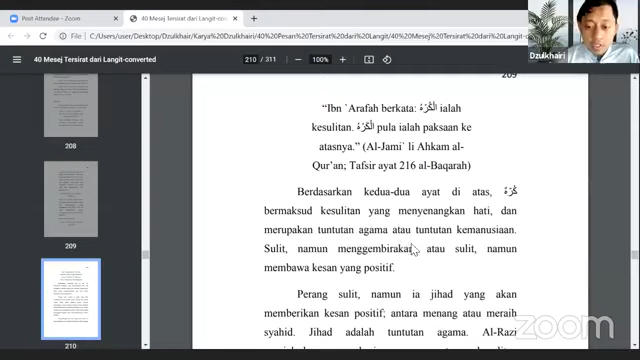 Post Attendee - Zoom
40 Mesej Tersirat dari Langit-con
File
C:/Users/user/Desktop/Dzulkhair/Karya%20Dzulkhairi/40%20Pesan%20Tersirat%20dari%20Langit/40%20Mesej%20Tersirat%20dari%20Langit-conv
40 Mesej Tersirat dari Langit-converted
210 / 311
100%
Dzulkhairi
209
“Ibn `Arafah berkata: الْكُرْهُ ialah
kesulitan. الْكَرْهُ pula ialah paksaan ke
atasnya.” (Al-Jami` li Ahkam al-
Qur’an; Tafsir ayat 216 al-Baqarah)
Berdasarkan kedua-dua ayat di atas, كُرْهٌ
bermaksud kesulitan yang menyenangkan hati, dan
merupakan tuntutan agama atau tuntutan kemanusiaan.
Sulit, namun menggembirakan, atau sulit, namun
membawa kesan yang positif.
Perang sulit, namun ia jihad yang akan
memberikan kesan positif; antara menang atau meraih
syahid. Jihad adalah tuntutan agama. Al-Razi
208
209
210
zoom